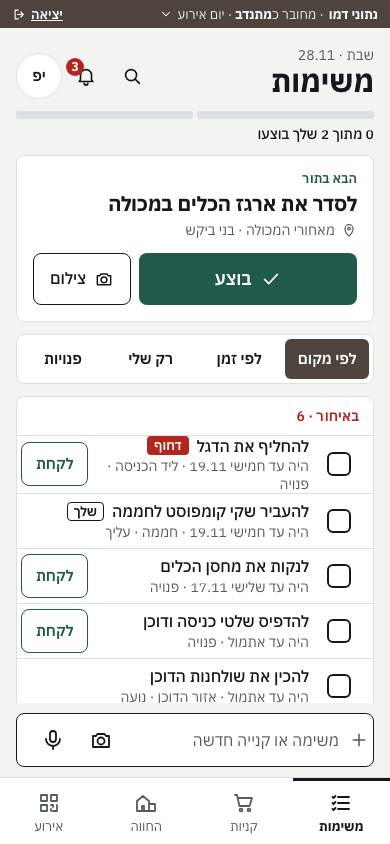 נתוני דמו · מחובר כמתנדב · יום אירוע
יציאה
שבת · 28.11
משימות
3
יפ
0 מתוך 2 שלך בוצעו
הבא בתור
לסדר את ארגז הכלים במכולה
מאחורי המכולה · בני ביקש
בוצע
צילום
לפי מקום
לפי זמן
רק שלי
פנויות
באיחור · 6
להחליף את הדגל דחוף
היה עד חמישי 19.11 · ליד הכניסה ·
פנויה
לקחת
להעביר שקי קומפוסט לחממה שלך
היה עד חמישי 19.11 · חממה · עליך
לנקות את מחסן הכלים
היה עד שלישי 17.11 · פנויה
לקחת
להדפיס שלטי כניסה ודוכן
היה עד אתמול · פנויה
לקחת
להכין את שולחנות הדוכן
היה עד אתמול · אזור הדוכן · נועה
משימה או קנייה חדשה
משימות
קניות
החווה
אירוע